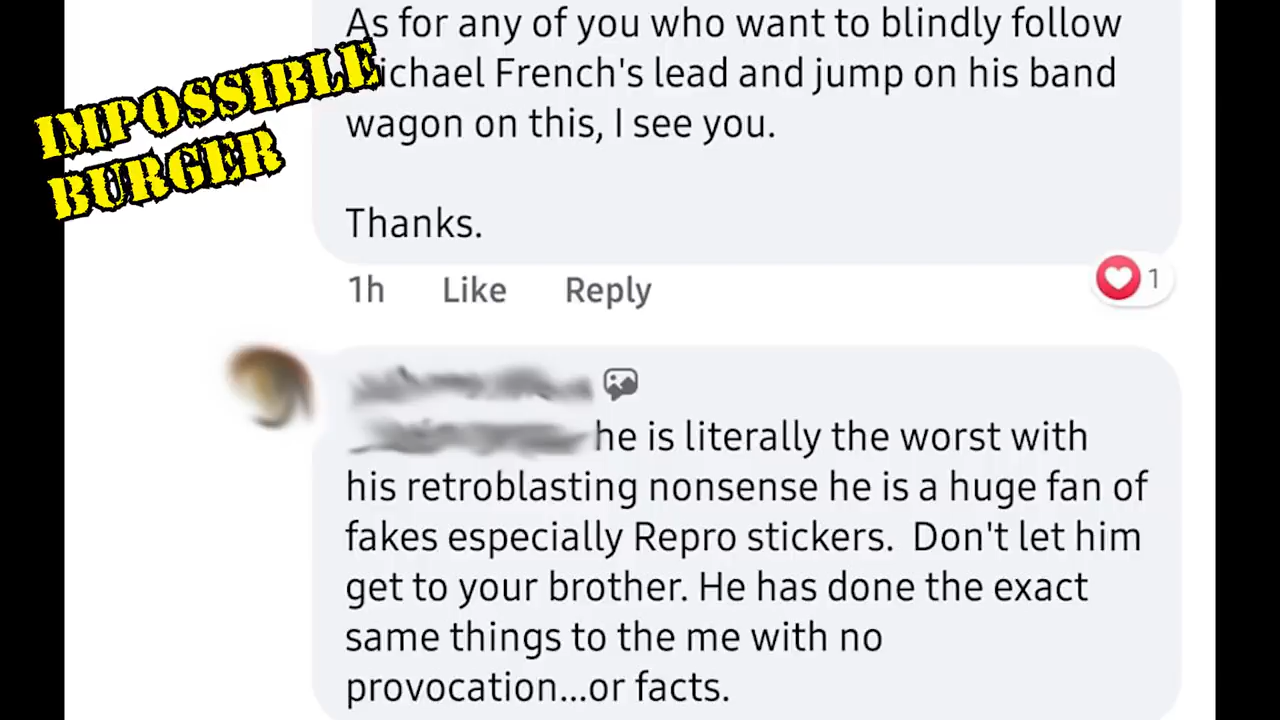 As for any of you who want to blindly follow
ichael French's lead and jump on his band
wagon on this, I see you.
IMPOSSIBLE
BURGER
Thanks.
1h Like Reply
1
he is literally the worst with
his retroblasting nonsense he is a huge fan of
fakes especially Repro stickers. Don't let him
get to your brother. He has done the exact
same things to the me with no
provocation...or facts.